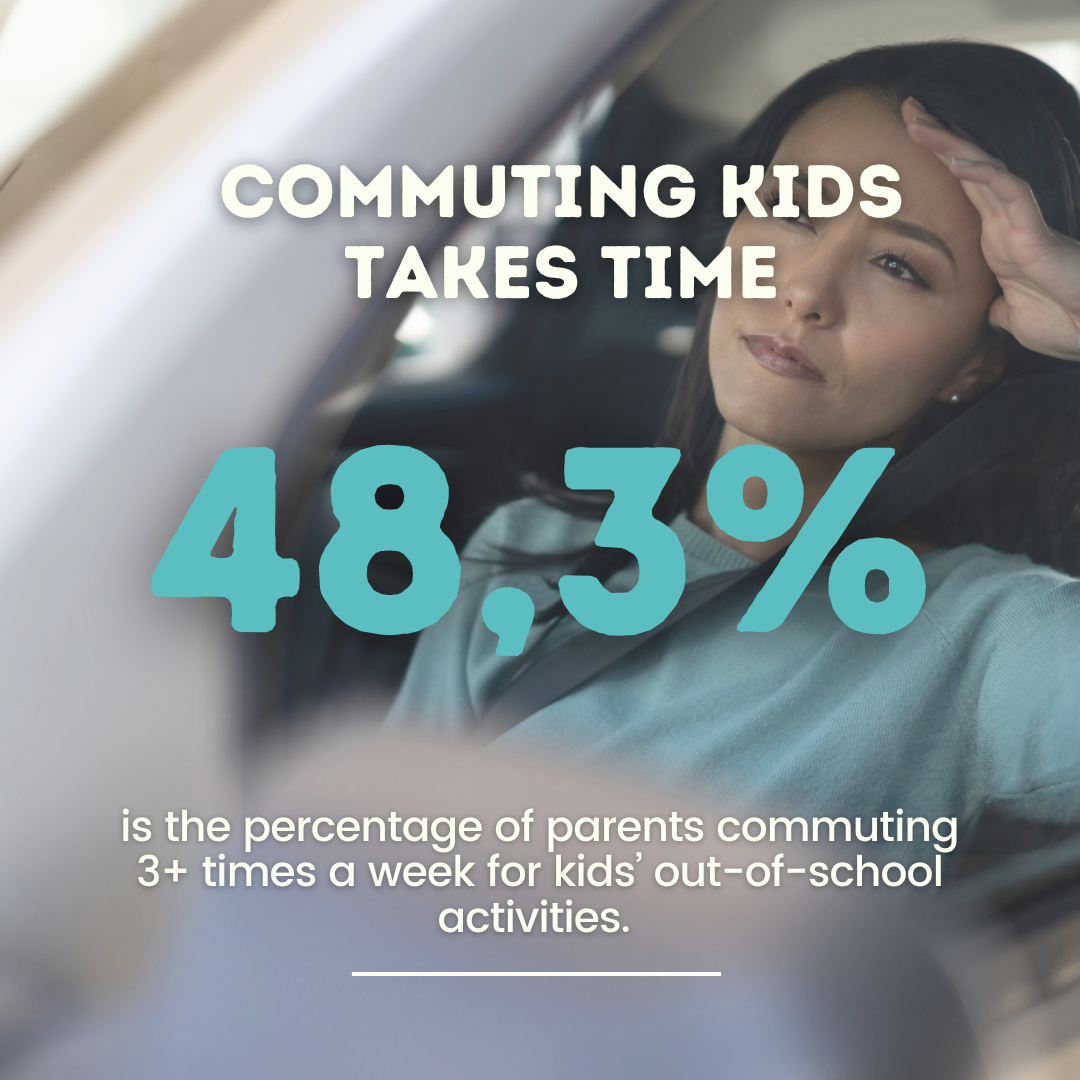 COMMUTING KIDS
TAKES TIME
48,3%
is the percentage of parents commuting
3+ times a week for kids’ out-of-school
activities.